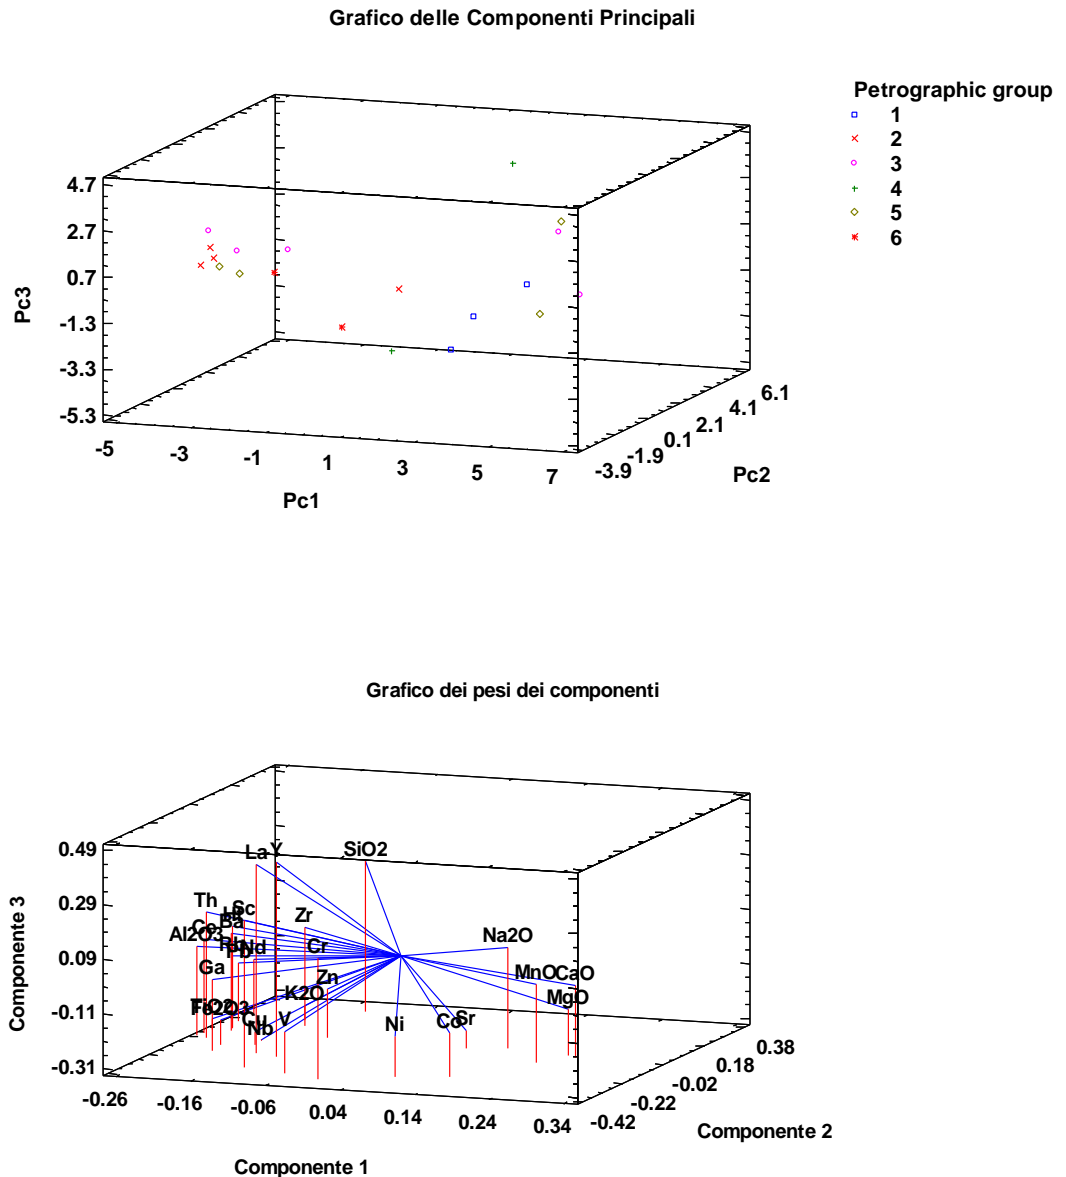 Grafico delle Componenti Principali
Petrographic group
1
2
3
4
5
6
4.7
2.7
0.7
-1.3
-3.3
-5.3
Pc3
-5 -3 -1 1 3 5 7
Pc1
-3.9 -1.9 0.1 2.1 4.1 6.1
Pc2
Grafico dei pesi dei componenti
0.49
0.29
0.09
-0.11
-0.31
Componente 3
La Y SiO2
Th Sc Zr
Ce Ba
Al2O3 Nd Cr Na2O
Ga Zn MnO CaO
K2O MgO
TiO2 Fe2O3
Cu V Ni Co Sr
Nb
-0.26 -0.16 -0.06 0.04 0.14 0.24 0.34
Componente 1
-0.42 -0.22 -0.02 0.18 0.38
Componente 2